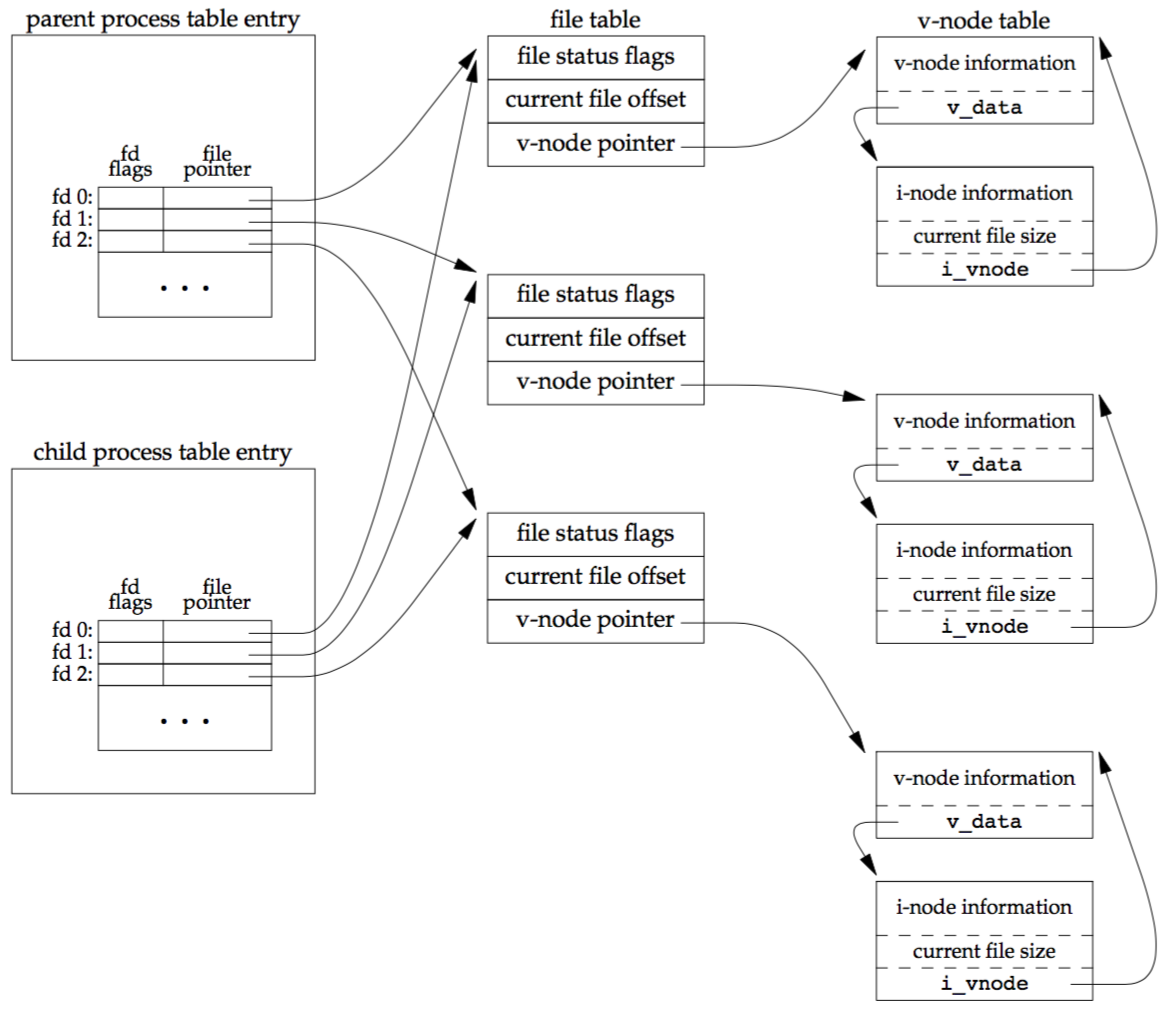 parent process table entry
fd
flags
file
pointer
fd 0:
fd 1:
fd 2:
• • •
child process table entry
fd
flags
file
pointer
fd 0:
fd 1:
fd 2:
• • •
file table
file status flags
current file offset
v-node pointer
file status flags
current file offset
v-node pointer
file status flags
current file offset
v-node pointer
v-node table
v-node information
v_data
i-node information
current file size
i_vnode
v-node information
v_data
i-node information
current file size
i_vnode
v-node information
v_data
i-node information
current file size
i_vnode